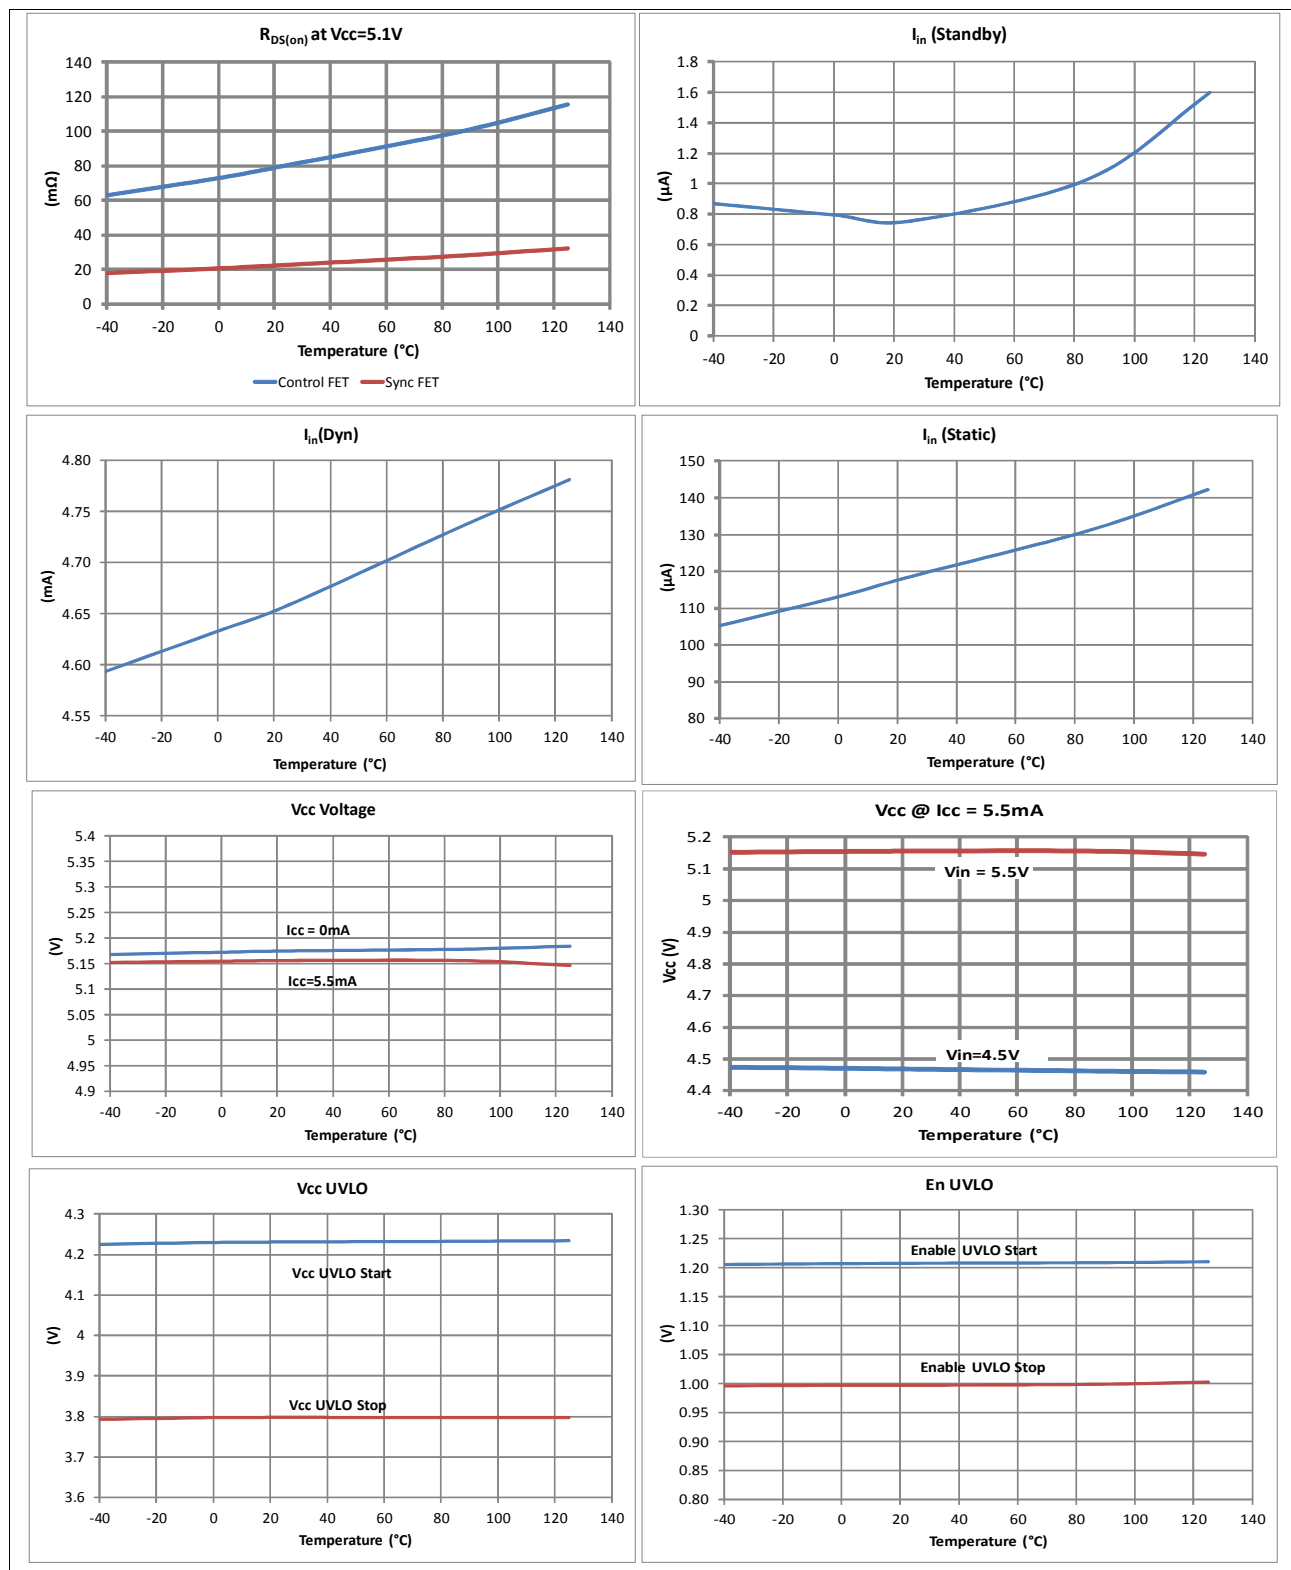 R_DS(on) at Vcc=5.1V
140
120
100
80
60
40
20
0
(mΩ)
-40 -20 0 20 40 60 80 100 120 140
Temperature (°C)
Control FET Sync FET
I_in (Standby)
1.8
1.6
1.4
1.2
1
0.8
0.6
0.4
0.2
0
(µA)
-40 -20 0 20 40 60 80 100 120 140
Temperature (°C)
I_in(Dyn)
4.80
4.75
4.70
4.65
4.60
4.55
(mA)
-40 -20 0 20 40 60 80 100 120 140
Temperature (°C)
I_in (Static)
150
140
130
120
110
100
90
80
(µA)
-40 -20 0 20 40 60 80 100 120 140
Temperature (°C)
Vcc Voltage
5.4
5.35
5.3
5.25
5.2
5.15
5.1
5.05
5
4.95
4.9
(V)
Icc = 0mA
Icc=5.5mA
-40 -20 0 20 40 60 80 100 120 140
Temperature (°C)
Vcc @ Icc = 5.5mA
5.2
5.1
5
4.9
4.8
4.7
4.6
4.5
4.4
Vcc (V)
Vin = 5.5V
Vin=4.5V
-40 -20 0 20 40 60 80 100 120 140
Temperature (°C)
Vcc UVLO
4.3
4.2
4.1
4
3.9
3.8
3.7
3.6
(V)
Vcc UVLO Start
Vcc UVLO Stop
-40 -20 0 20 40 60 80 100 120 140
Temperature (°C)
En UVLO
1.30
1.25
1.20
1.15
1.10
1.05
1.00
0.95
0.90
0.85
0.80
(V)
Enable UVLO Start
Enable UVLO Stop
-40 -20 0 20 40 60 80 100 120 140
Temperature (°C)